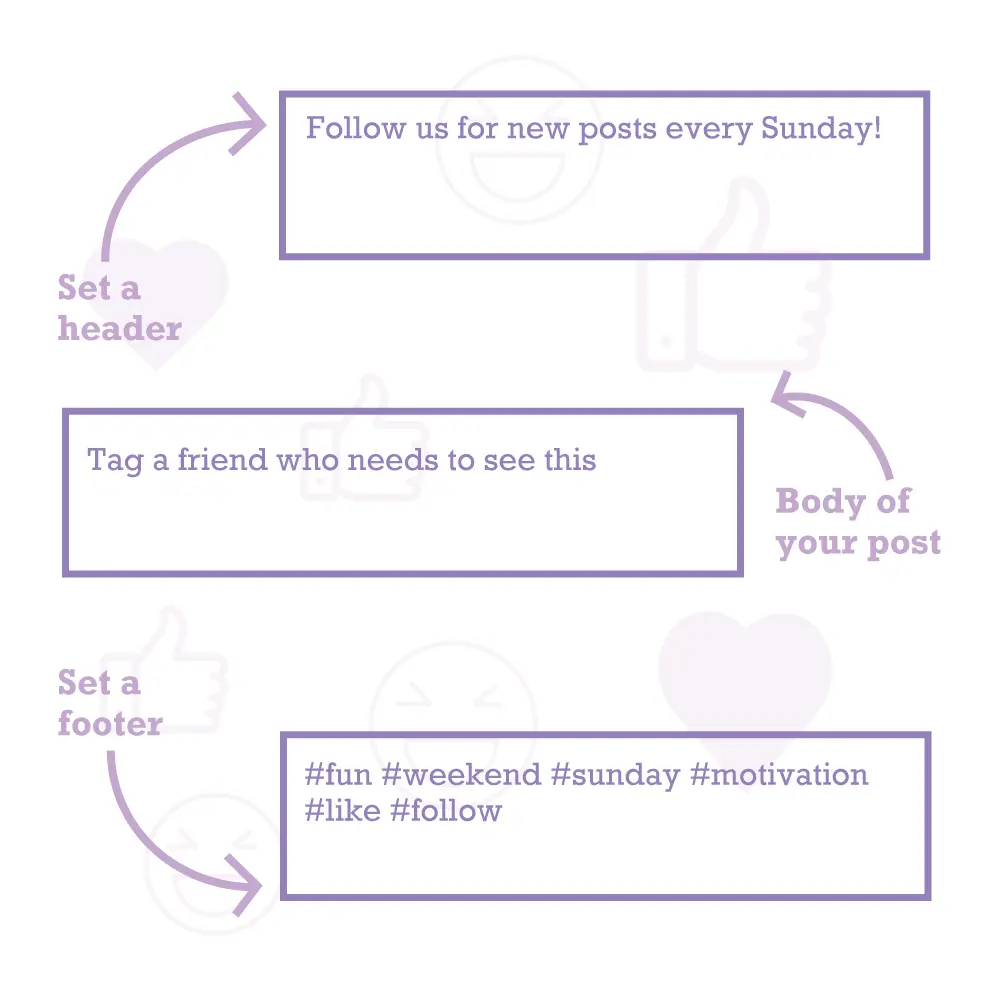 Follow us for new posts every Sunday!
Set a
header
Tag a friend who needs to see this
Body of
your post
Set a
footer
#fun #weekend #sunday #motivation
#like #follow